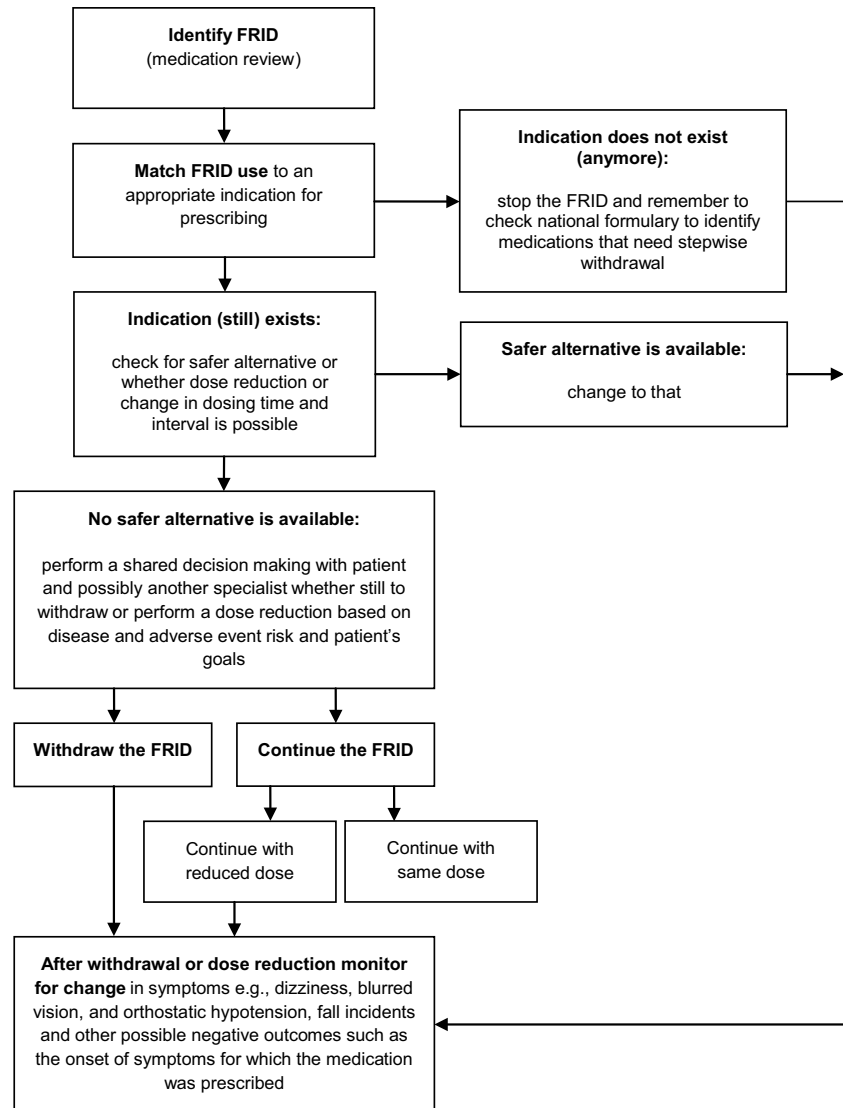 Identify FRID
(medication review)
Match FRID use to an
appropriate indication for
prescribing
Indication does not exist
(anymore):
stop the FRID and remember to
check national formulary to identify
medications that need stepwise
withdrawal
Indication (still) exists:
check for safer alternative or
whether dose reduction or
change in dosing time and
interval is possible
Safer alternative is available:
change to that
No safer alternative is available:
perform a shared decision making with patient
and possibly another specialist whether still to
withdraw or perform a dose reduction based on
disease and adverse event risk and patient’s
goals
Withdraw the FRID
Continue the FRID
Continue with
reduced dose
Continue with
same dose
After withdrawal or dose reduction monitor
for change in symptoms e.g., dizziness, blurred
vision, and orthostatic hypotension, fall incidents
and other possible negative outcomes such as
the onset of symptoms for which the medication
was prescribed